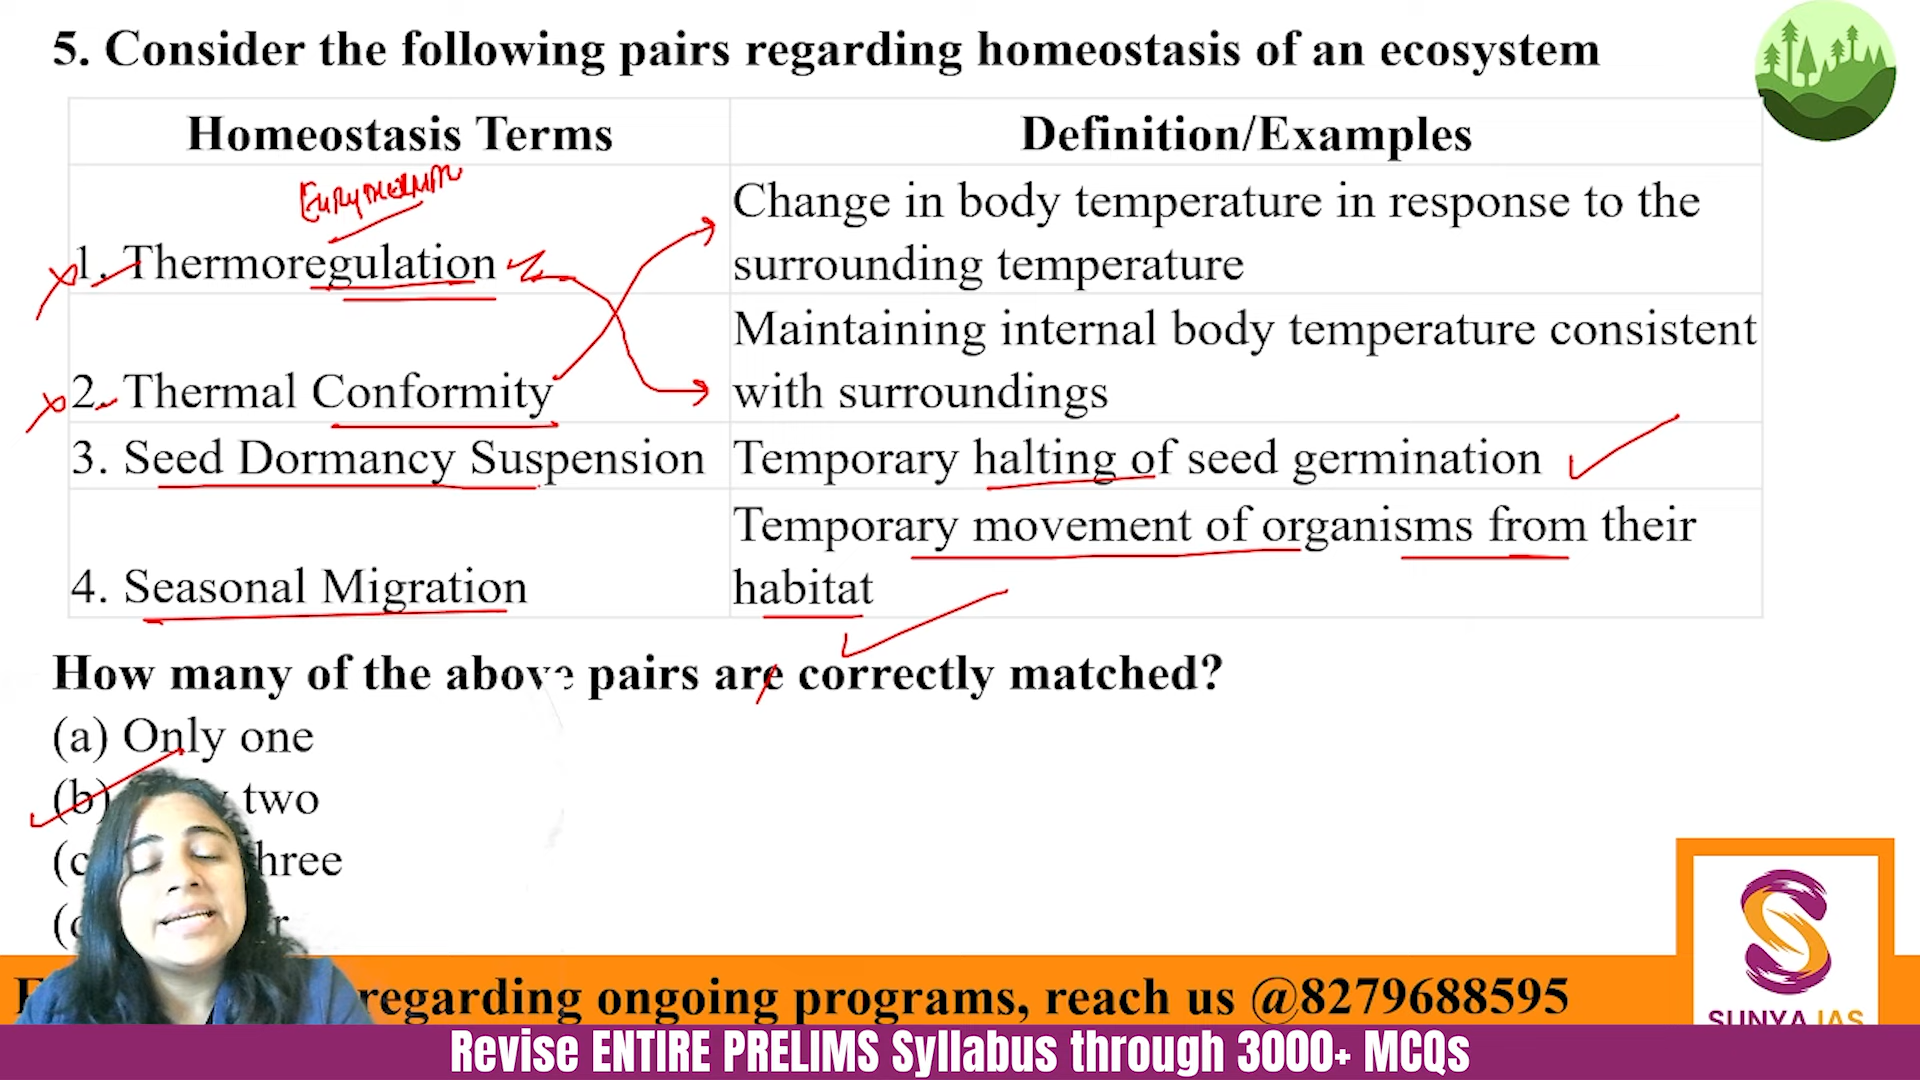 5. Consider the following pairs regarding homeostasis of an ecosystem
Homeostasis Terms
Definition/Examples
1. Thermoregulation
Change in body temperature in response to the
surrounding temperature
2. Thermal Conformity
Maintaining internal body temperature consistent
with surroundings
3. Seed Dormancy Suspension
Temporary halting of seed germination
4. Seasonal Migration
Temporary movement of organisms from their
habitat
How many of the above pairs are correctly matched?
(a) Only one
(b) two
regarding ongoing programs, reach us @8279688595
SUNYA IAS
Revise ENTIRE PRELIMS Syllabus through 3000+ MCQs